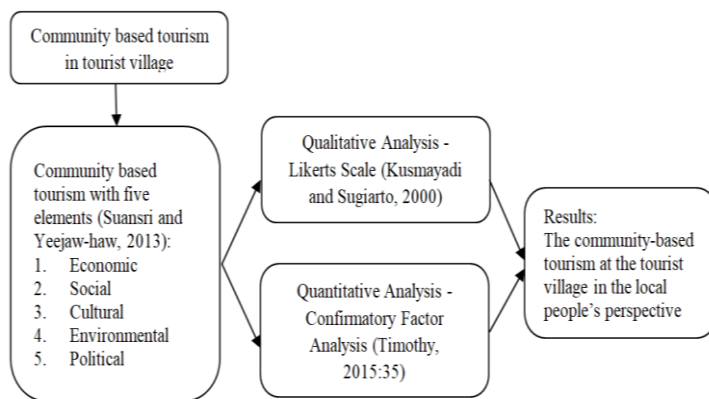 Community based tourism
in tourist village
Community based
tourism with five
elements (Suansri and
Yeejaw-haw, 2013):
1. Economic
2. Social
3. Cultural
4. Environmental
5. Political
Qualitative Analysis -
Likerts Scale (Kusmayadi
and Sugiarto, 2000)
Quantitative Analysis -
Confirmatory Factor
Analysis (Timothy,
2015:35)
Results:
The community-based
tourism at the tourist
village in the local
people’s perspective